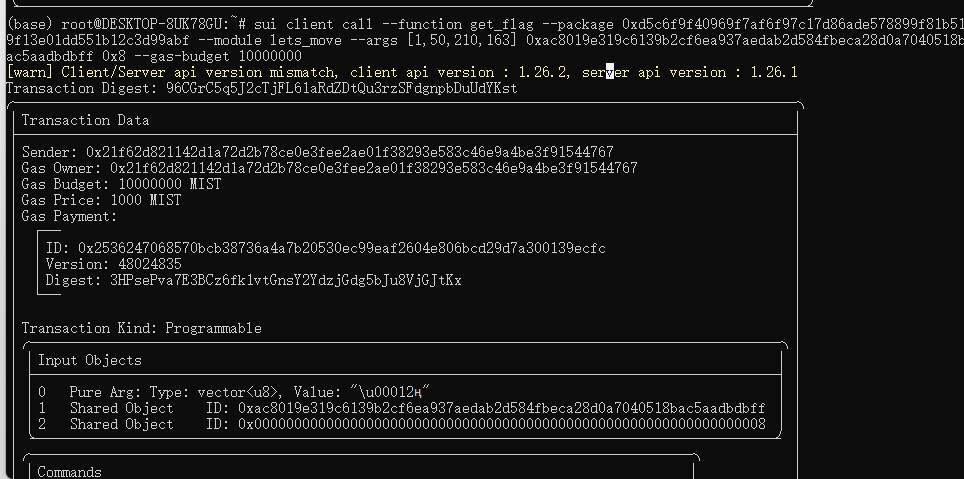 (base) root@DESKTOP-8UK78GU:~# sui client call --function get_flag --package 0xd5c6f9f40969f7af6f97c17d86ade578899f81b51
9f13e01dd551b12c3d99abf --module lets_move --args [1,50,210,163] 0xac8019e319c6139b2cf6ea937aedab2d584fbeca28d0a7040518b
ac5aadbdbff 0x8 --gas-budget 10000000
[warn] Client/Server api version mismatch, client api version : 1.26.2, server api version : 1.26.1
Transaction Digest: 96CGrC5q5J2cTjFL61aRdZDtQu3rzSFdgnpbDuUdYKst
Transaction Data
Sender: 0x21f62d821142d1a72d2b78ce0e3fee2ae01f38293e583c46e9a4be3f91544767
Gas Owner: 0x21f62d821142d1a72d2b78ce0e3fee2ae01f38293e583c46e9a4be3f91544767
Gas Budget: 10000000 MIST
Gas Price: 1000 MIST
Gas Payment:
ID: 0x2536247068570bcb38736a4a7b20530ec99eaf2604e806bcd29d7a300139ecfc
Version: 48024835
Digest: 3HPsePva7E3BCz6fk1vtGnsY2YdzjGdg5bJu8VjGJtKx
Transaction Kind: Programmable
Input Objects
0 Pure Arg: Type: vector<u8>, Value: "\u00012ң"
1 Shared Object ID: 0xac8019e319c6139b2cf6ea937aedab2d584fbeca28d0a7040518bac5aadbdbff
2 Shared Object ID: 0x0000000000000000000000000000000000000000000000000000000000000008
Commands